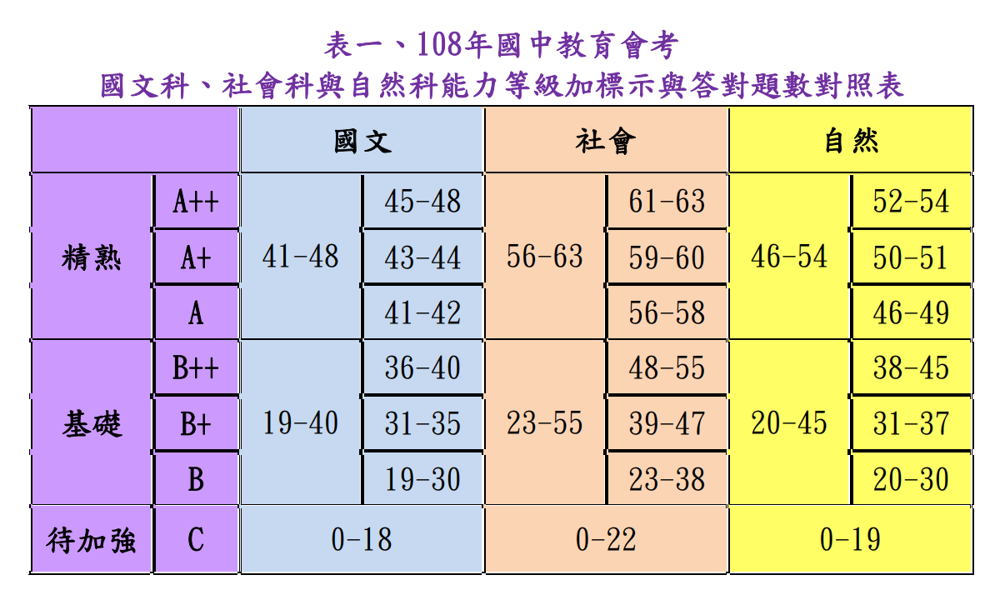 表一、108年國中教育會考
國文科、社會科與自然科能力等級加標示與答對題數對照表
國文 社會 自然
精熟 A++ 41-48 45-48 56-63 61-63 46-54 52-54
A+ 43-44 59-60 50-51
A 41-42 56-58 46-49
基礎 B++ 19-40 36-40 23-55 48-55 20-45 38-45
B+ 31-35 39-47 31-37
B 19-30 23-38 20-30
待加強 C 0-18 0-22 0-19